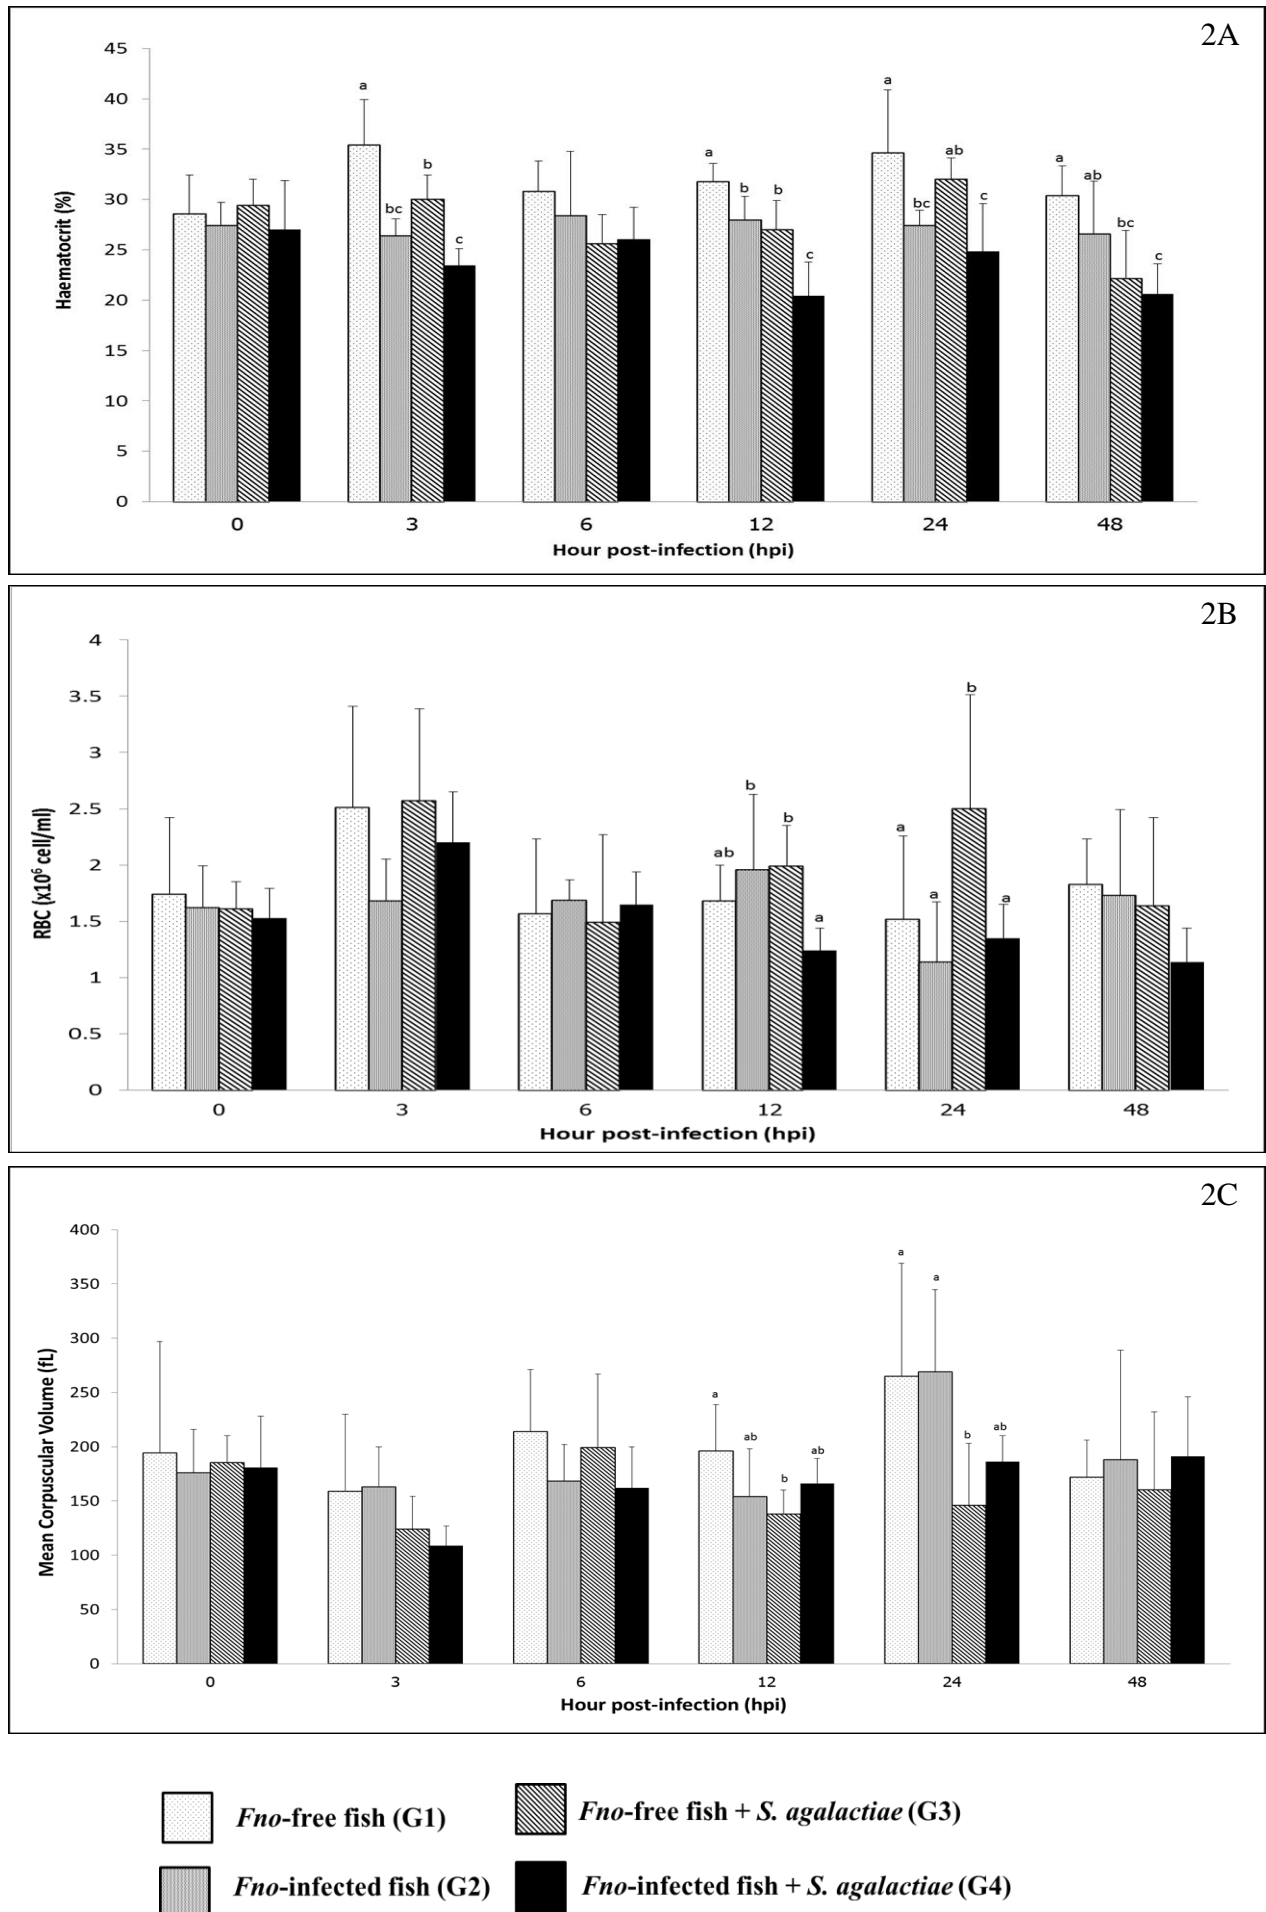 2A
45
40
35
30
25
20
15
10
5
0
Haematocrit (%)
a
bc
b
c
a
b
b
c
a
bc
ab
c
a
ab
bc
c
0 3 6 12 24 48
Hour post-infection (hpi)
2B
4
3.5
3
2.5
2
1.5
1
0.5
0
RBC (x10⁶ cell/ml)
ab
b
b
a
a
a
b
a
0 3 6 12 24 48
Hour post-infection (hpi)
2C
400
350
300
250
200
150
100
50
0
Mean Corpuscular Volume (fL)
a
ab
b
ab
a
a
b
ab
0 3 6 12 24 48
Hour post-infection (hpi)
Fno-free fish (G1)
Fno-free fish + S. agalactiae (G3)
Fno-infected fish (G2)
Fno-infected fish + S. agalactiae (G4)